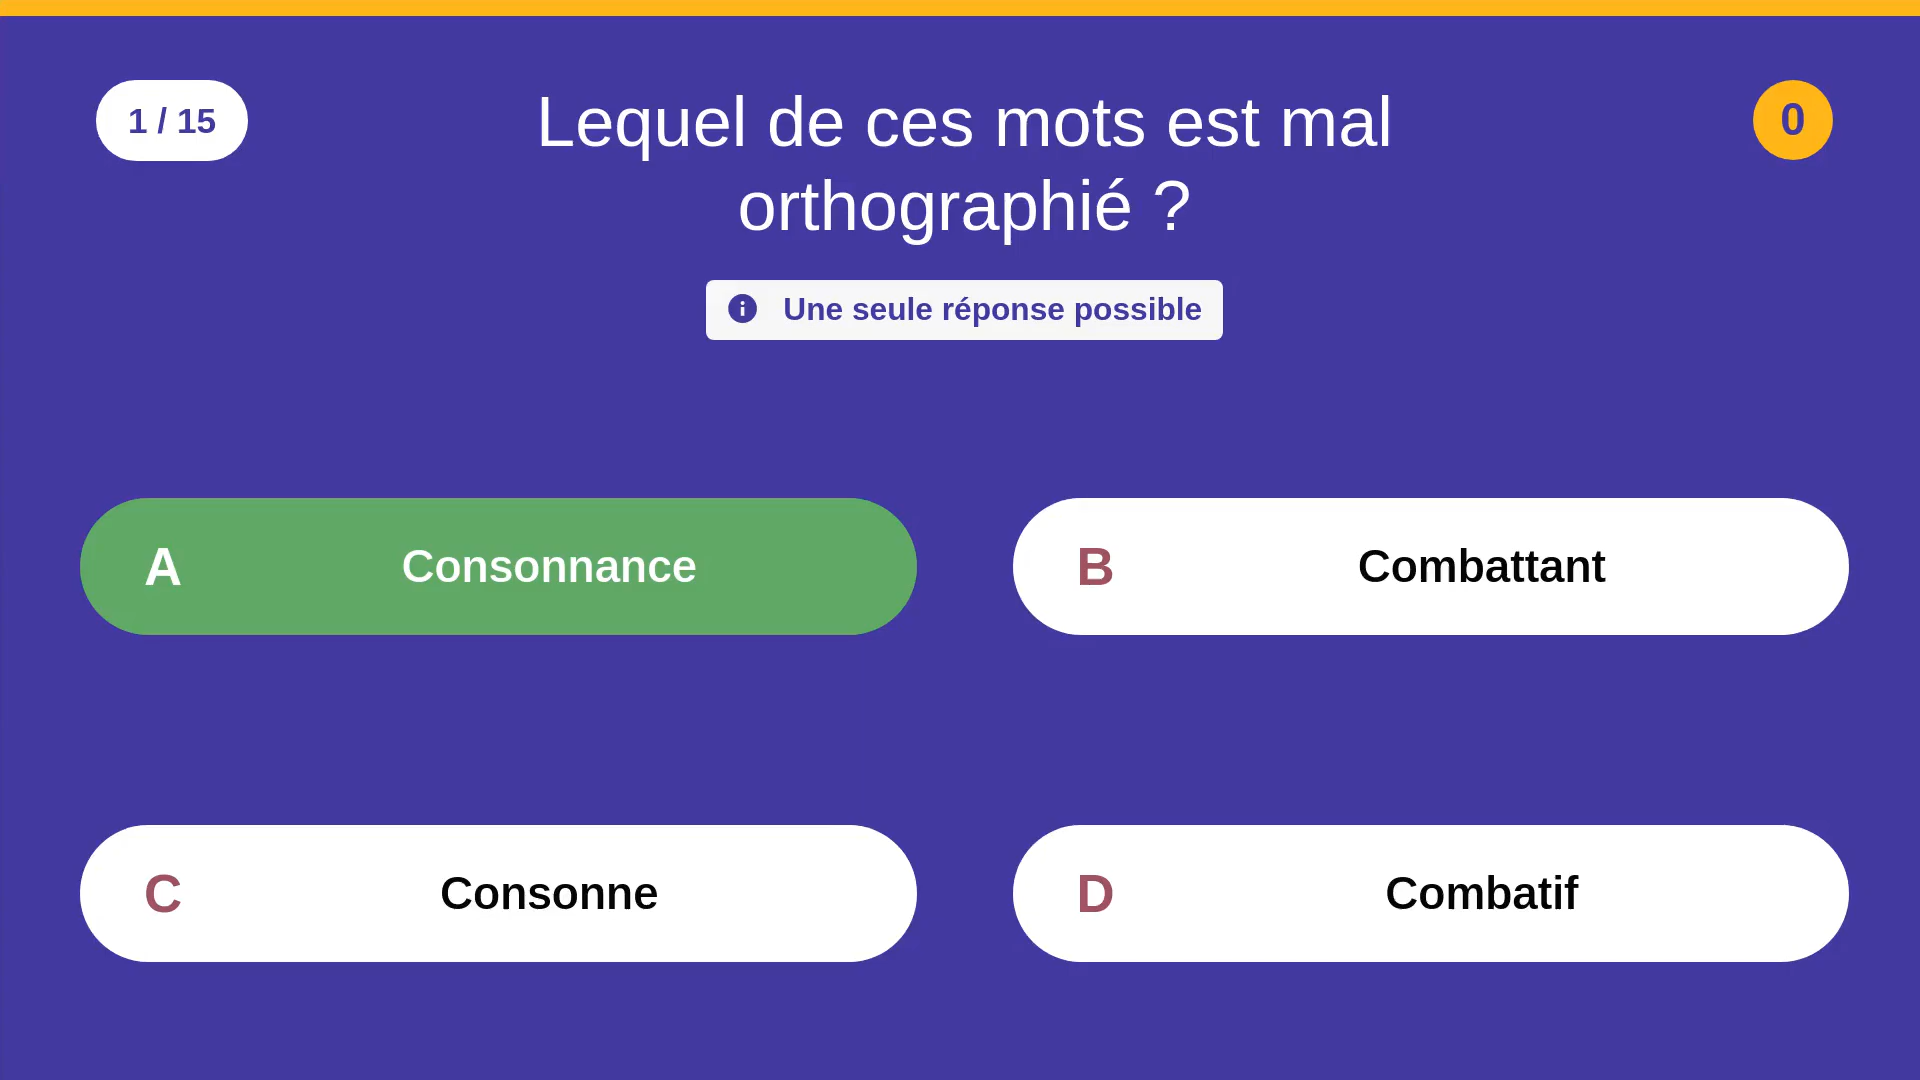 1 / 15
Lequel de ces mots est mal
orthographié ?
0
Une seule réponse possible
A Consonnance
B Combattant
C Consonne
D Combatif